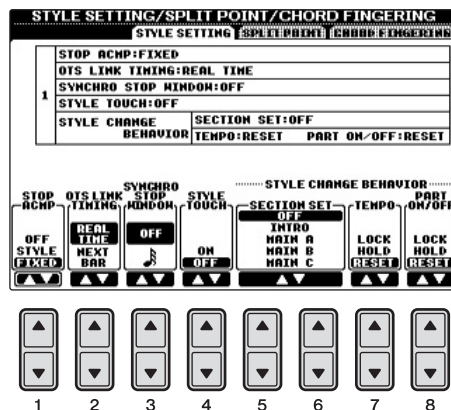 STYLE SETTING/SPLIT POINT/CHORD FINGERING
STYLE SETTING SPLIT POINT CHORD FINGERING
1
STOP ACMP:FIXED
OTS LINK TIMING:REAL TIME
SYNCHRO STOP WINDOW:OFF
STYLE TOUCH:OFF
STYLE CHANGE BEHAVIOR
SECTION SET:OFF
TEMPO:RESET PART ON/OFF:RESET
STOP ACMP
OFF
STYLE
FIXED
OTS LINK TIMING
REAL TIME
NEXT BAR
SYNCHRO STOP WINDOW
OFF
STYLE TOUCH
ON
OFF
STYLE CHANGE BEHAVIOR
SECTION SET
OFF
INTRO
MAIN A
MAIN B
MAIN C
TEMPO
LOCK
HOLD
RESET
PART ON/OFF
LOCK
HOLD
RESET
1 2 3 4 5 6 7 8